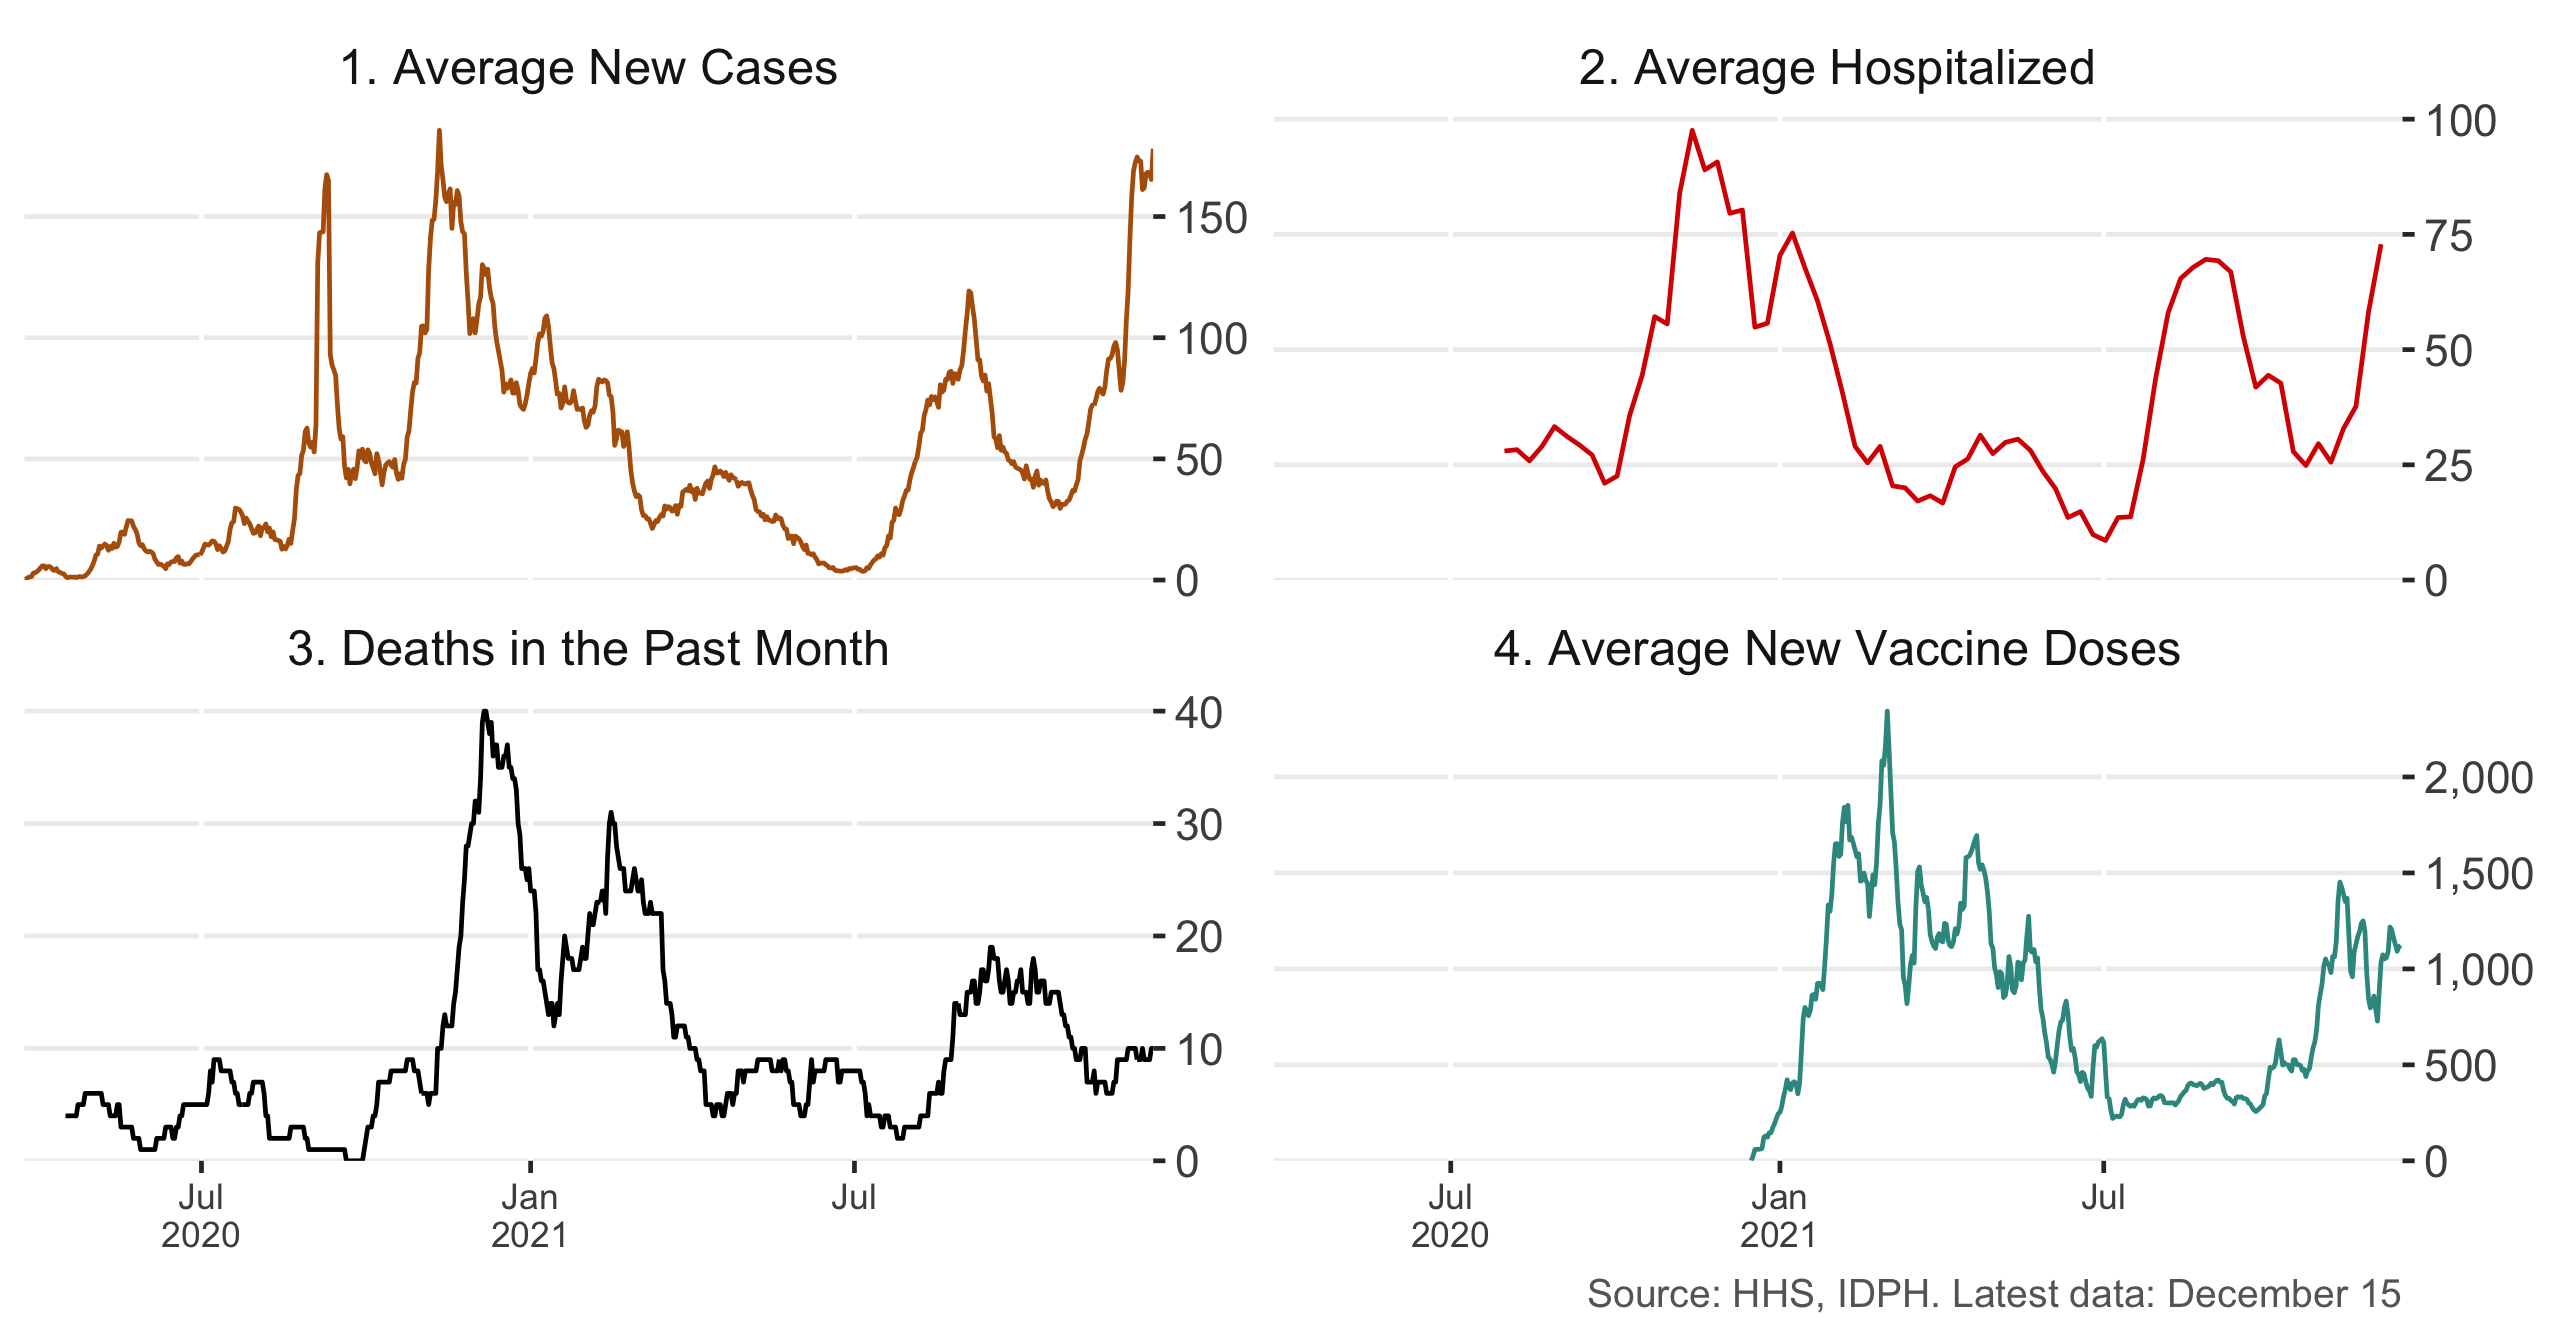 1. Average New Cases
150
100
50
0
2. Average Hospitalized
100
75
50
25
0
3. Deaths in the Past Month
40
30
20
10
0
Jul
2020
Jan
2021
Jul
4. Average New Vaccine Doses
2,000
1,500
1,000
500
0
Jul
2020
Jan
2021
Jul
Source: HHS, IDPH. Latest data: December 15